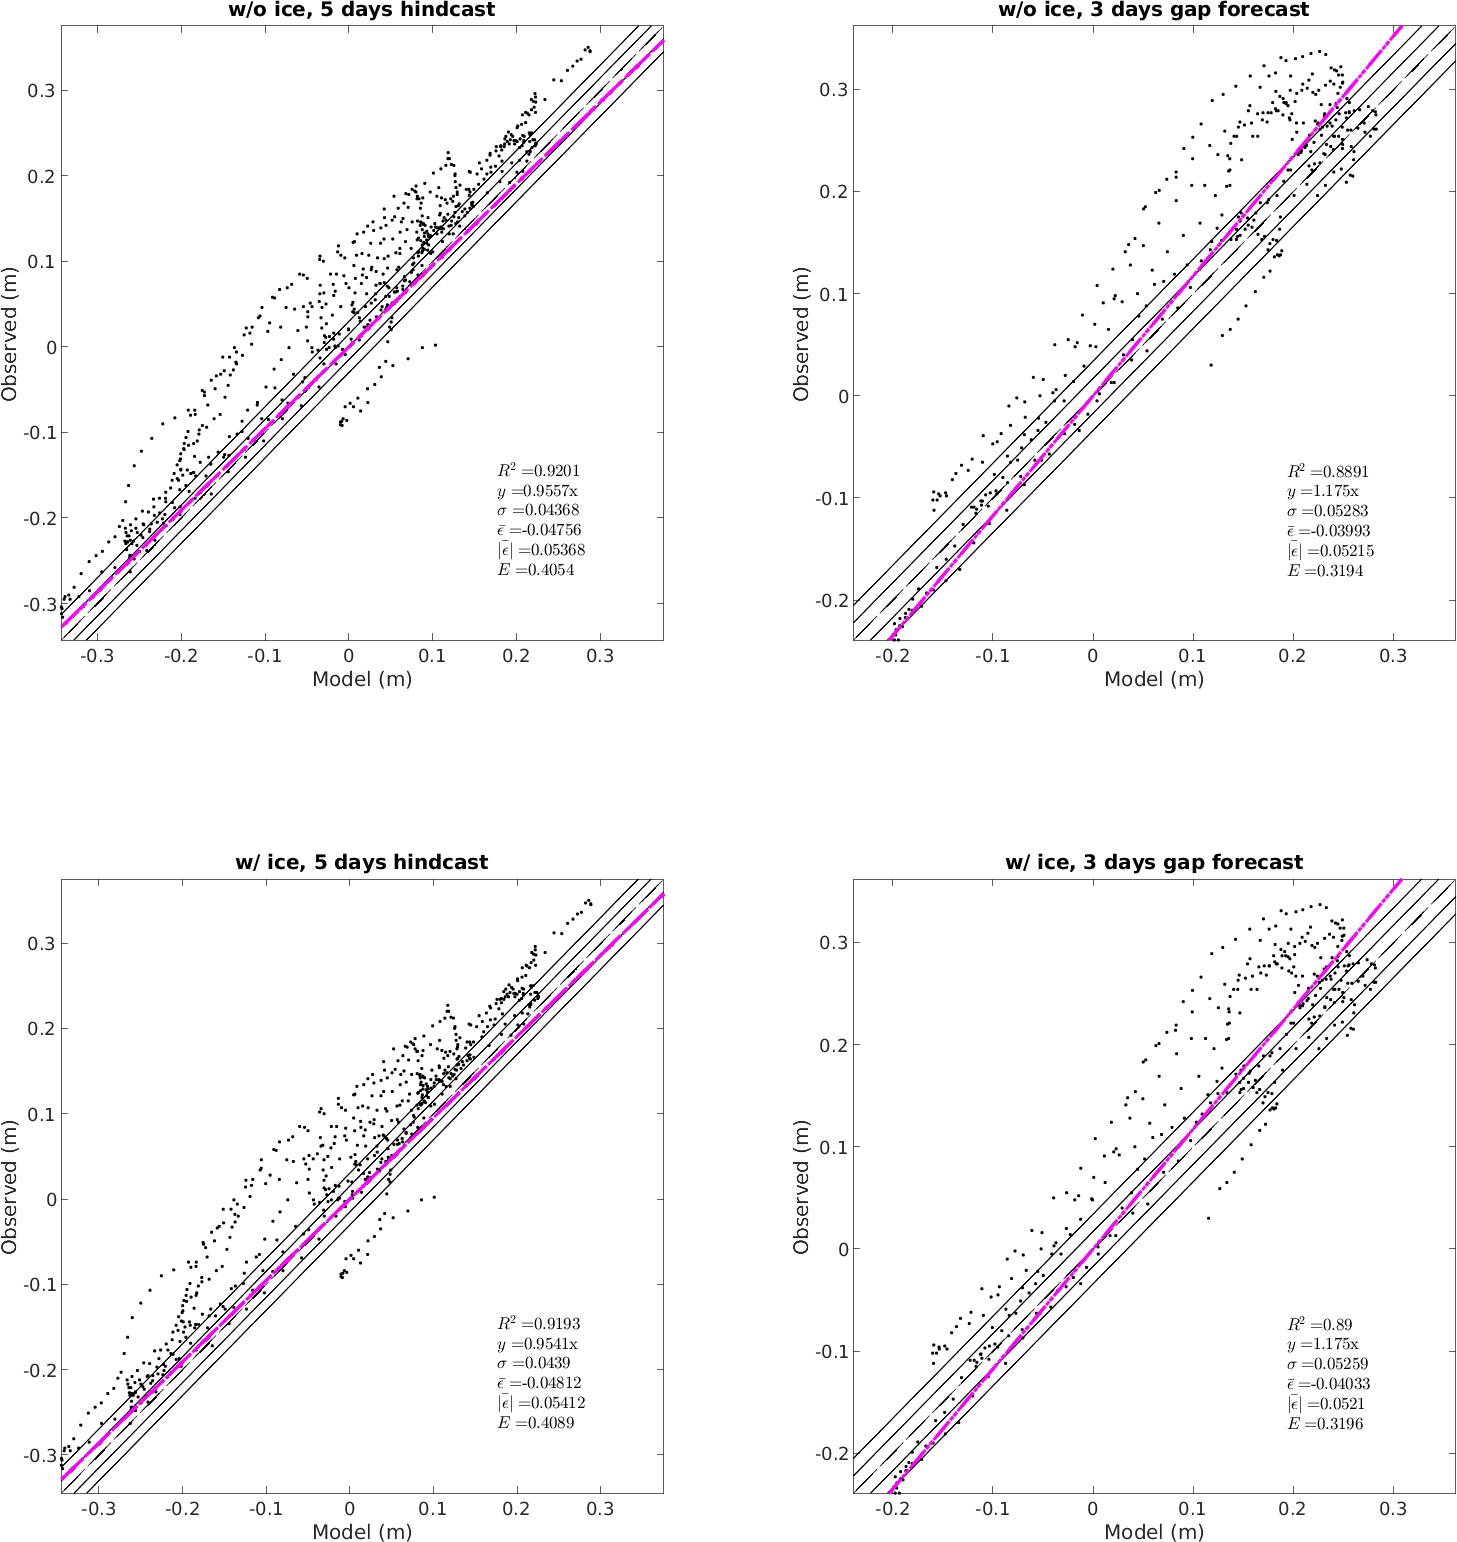 w/o ice, 5 days hindcast
0.3
0.2
0.1
0
-0.1
-0.2
-0.3
Observed (m)
R² =0.9201
y =0.9557x
σ =0.04368
ε̄ =-0.04756
|ε̄| =0.05368
E =0.4054
-0.3 -0.2 -0.1 0 0.1 0.2 0.3
Model (m)
w/o ice, 3 days gap forecast
0.3
0.2
0.1
0
-0.1
-0.2
Observed (m)
R² =0.8891
y =1.175x
σ =0.05283
ε̄ =-0.03993
|ε̄| =0.05215
E =0.3194
-0.2 -0.1 0 0.1 0.2 0.3
Model (m)
w/ ice, 5 days hindcast
0.3
0.2
0.1
0
-0.1
-0.2
-0.3
Observed (m)
R² =0.9193
y =0.9541x
σ =0.0439
ε̄ =-0.04812
|ε̄| =0.05412
E =0.4089
-0.3 -0.2 -0.1 0 0.1 0.2 0.3
Model (m)
w/ ice, 3 days gap forecast
0.3
0.2
0.1
0
-0.1
-0.2
Observed (m)
R² =0.89
y =1.175x
σ =0.05259
ε̄ =-0.04033
|ε̄| =0.0521
E =0.3196
-0.2 -0.1 0 0.1 0.2 0.3
Model (m)